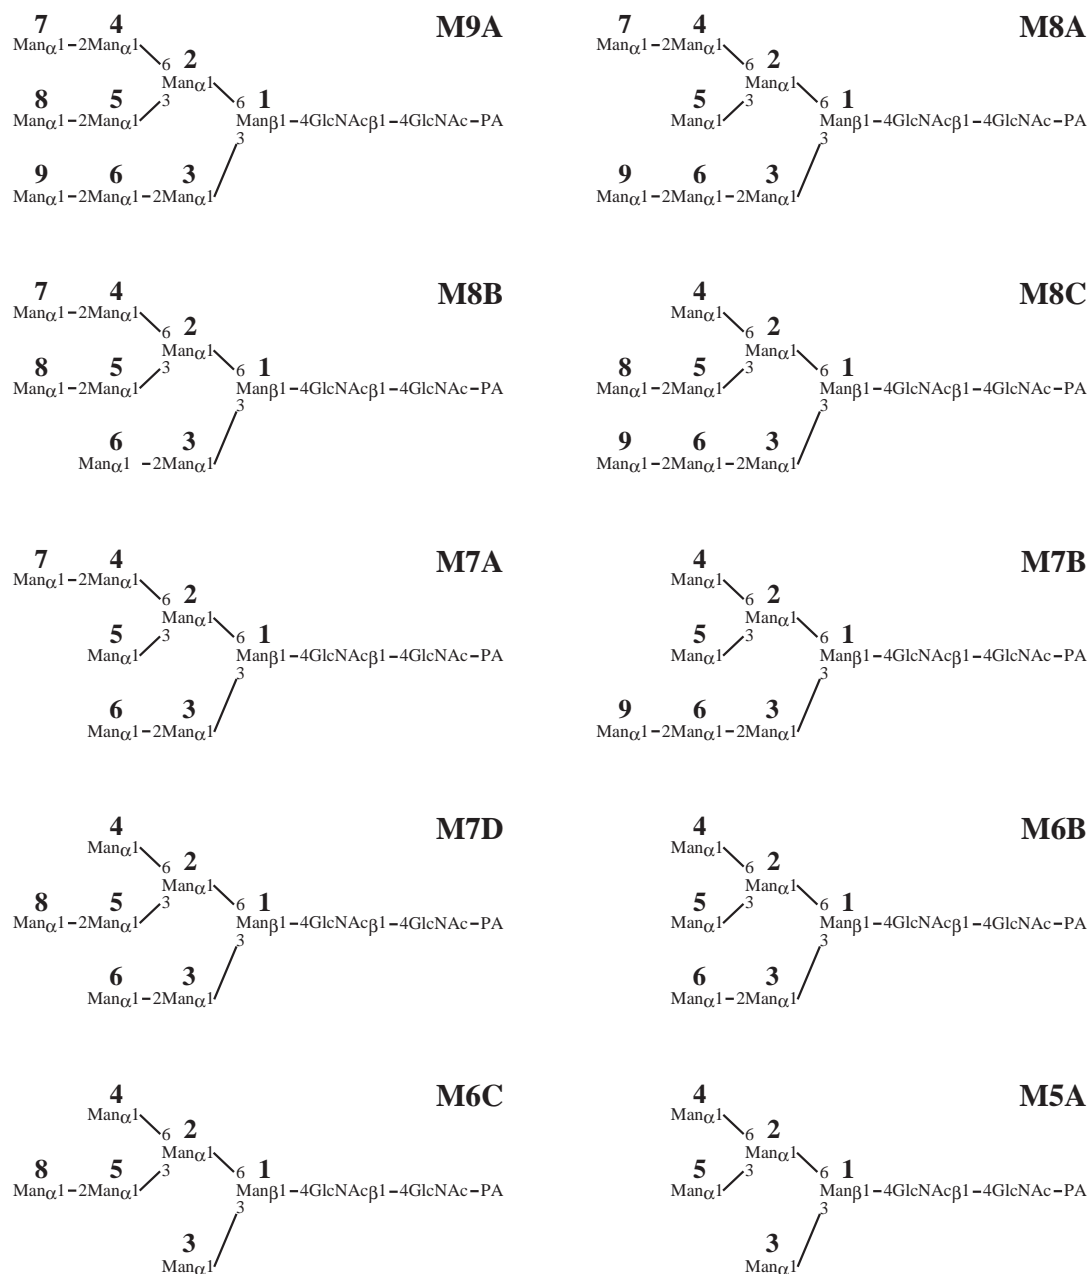 7 4 M9A
Manα1–2Manα1
6 2
Manα1
8 5 3 6 1
Manα1–2Manα1 Manβ1–4GlcNAcβ1–4GlcNAc–PA
3
9 6 3
Manα1–2Manα1–2Manα1
7 4 M8A
Manα1–2Manα1
6 2
Manα1
5 3 6 1
Manα1 Manβ1–4GlcNAcβ1–4GlcNAc–PA
3
9 6 3
Manα1–2Manα1–2Manα1
7 4 M8B
Manα1–2Manα1
6 2
Manα1
8 5 3 6 1
Manα1–2Manα1 Manβ1–4GlcNAcβ1–4GlcNAc–PA
3
6 3
Manα1 –2Manα1
4 M8C
Manα1
6 2
Manα1
8 5 3 6 1
Manα1–2Manα1 Manβ1–4GlcNAcβ1–4GlcNAc–PA
3
9 6 3
Manα1–2Manα1–2Manα1
7 4 M7A
Manα1–2Manα1
6 2
Manα1
5 3 6 1
Manα1 Manβ1–4GlcNAcβ1–4GlcNAc–PA
3
6 3
Manα1–2Manα1
4 M7B
Manα1
6 2
Manα1
5 3 6 1
Manα1 Manβ1–4GlcNAcβ1–4GlcNAc–PA
3
9 6 3
Manα1–2Manα1–2Manα1
4 M7D
Manα1
6 2
Manα1
8 5 3 6 1
Manα1–2Manα1 Manβ1–4GlcNAcβ1–4GlcNAc–PA
3
6 3
Manα1–2Manα1
4 M6B
Manα1
6 2
Manα1
5 3 6 1
Manα1 Manβ1–4GlcNAcβ1–4GlcNAc–PA
3
6 3
Manα1–2Manα1
4 M6C
Manα1
6 2
Manα1
8 5 3 6 1
Manα1–2Manα1 Manβ1–4GlcNAcβ1–4GlcNAc–PA
3
3
Manα1
4 M5A
Manα1
6 2
Manα1
5 3 6 1
Manα1 Manβ1–4GlcNAcβ1–4GlcNAc–PA
3
3
Manα1